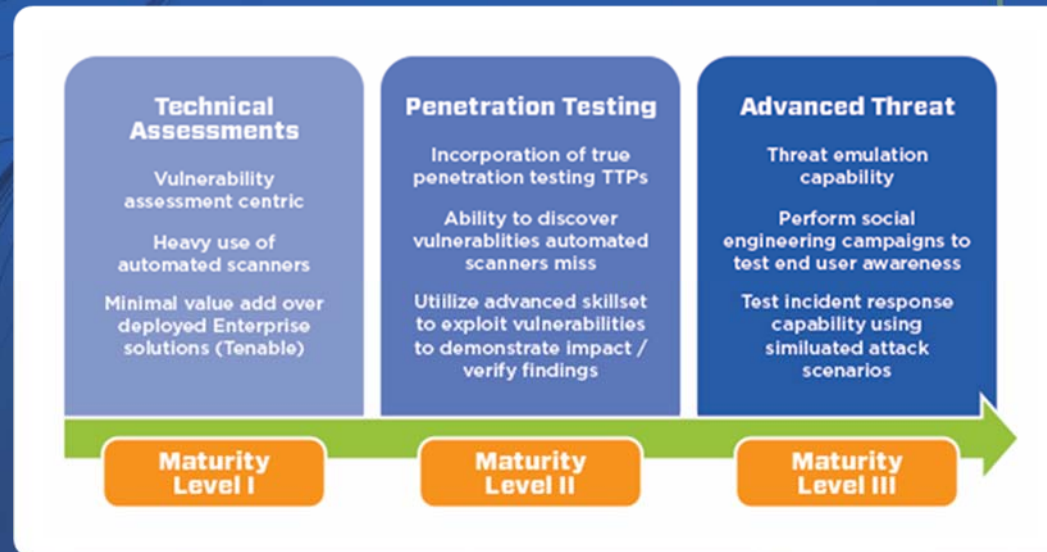 Technical
Assessments
Vulnerability
assessment centric
Heavy use of
automated scanners
Minimal value add over
deployed Enterprise
solutions (Tenable)
Penetration Testing
Incorporation of true
penetration testing TTPs
Ability to discover
vulnerablities automated
scanners miss
Utiilize advanced skillset
to exploit vulnerabilities
to demonstrate impact /
verify findings
Advanced Threat
Threat emulation
capability
Perform social
engineering campaigns to
test end user awareness
Test incident response
capability using
similuated attack
scenarios
Maturity
Level I
Maturity
Level II
Maturity
Level III